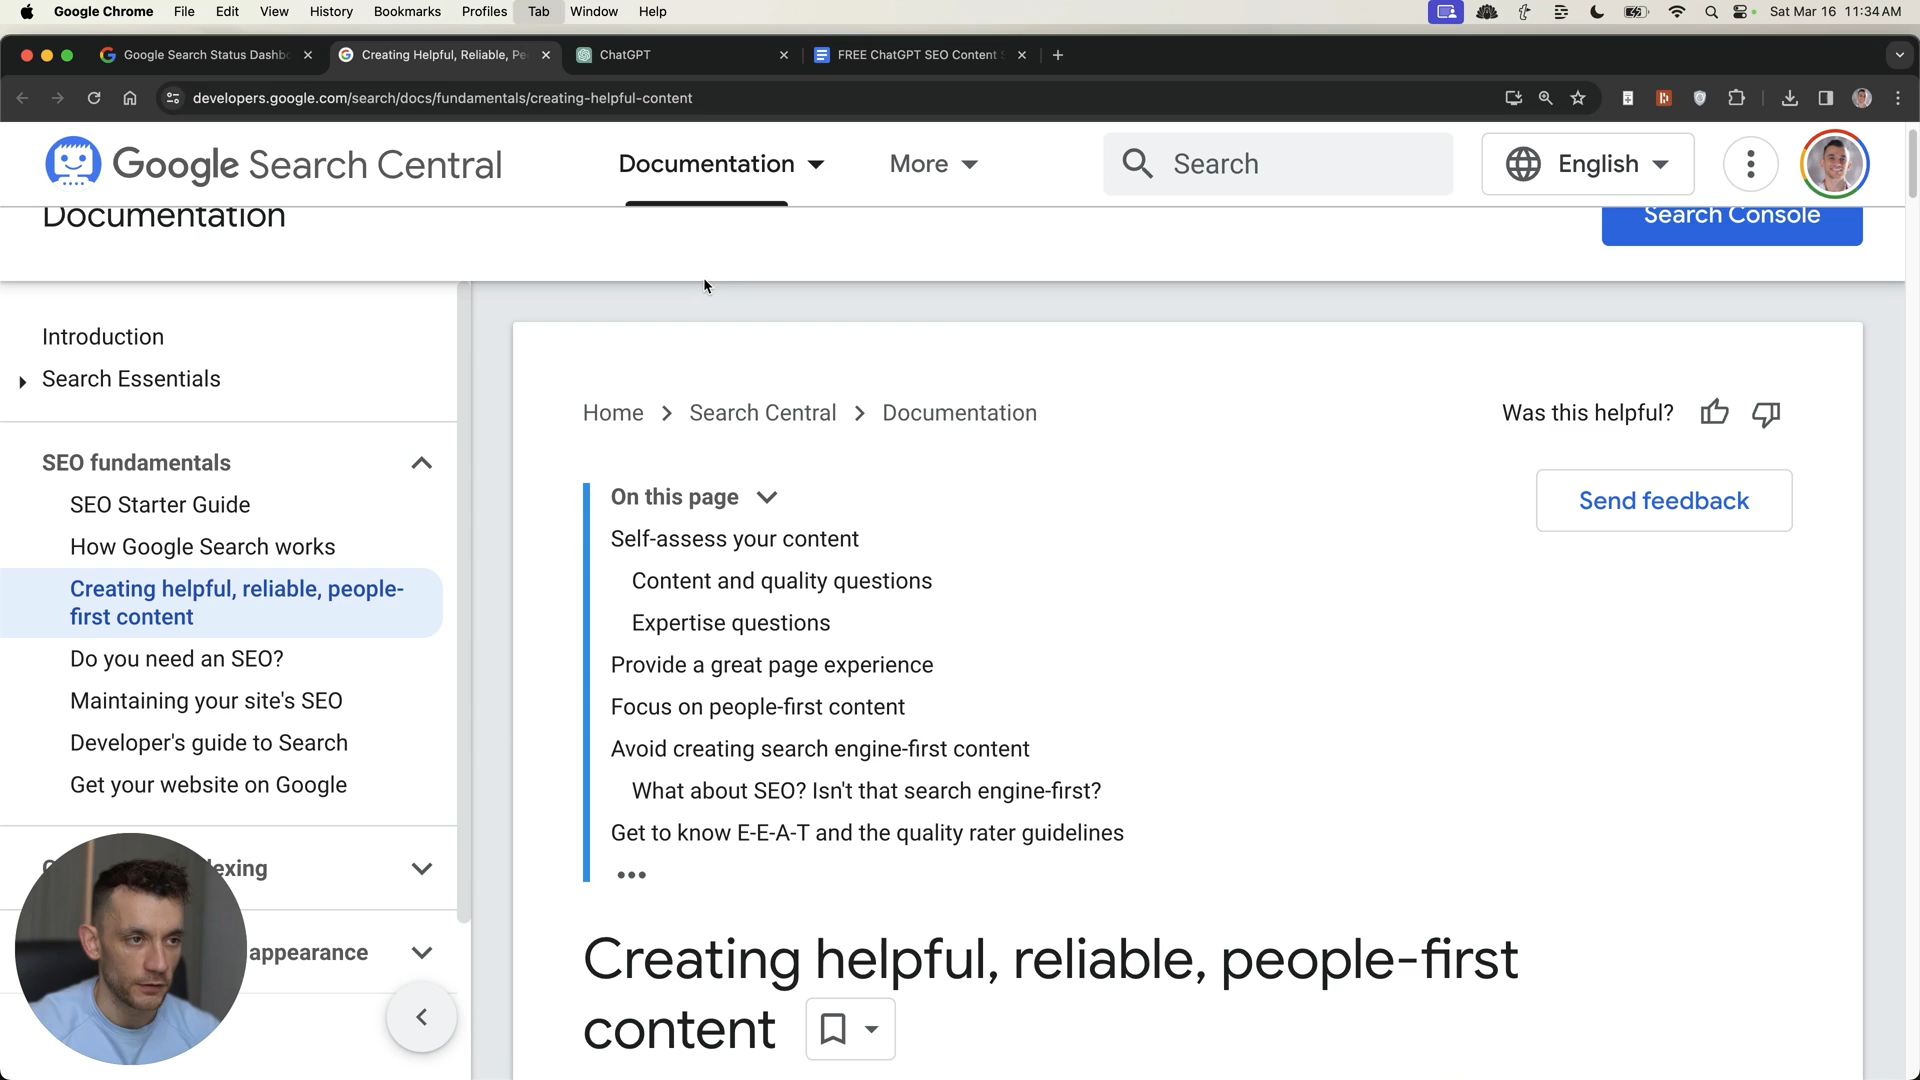 Google Chrome File Edit View History Bookmarks Profiles Tab Window Help
Sat Mar 16 11:34 AM
Google Search Status Dashb
Creating Helpful, Reliable, Pe
ChatGPT
FREE ChatGPT SEO Content
developers.google.com/search/docs/fundamentals/creating-helpful-content
Google Search Central
Documentation
More
Search
English
Documentation
Search Console
Introduction
Search Essentials
SEO fundamentals
SEO Starter Guide
How Google Search works
Creating helpful, reliable, people-
first content
Do you need an SEO?
Maintaining your site's SEO
Developer's guide to Search
Get your website on Google
exing
appearance
Home > Search Central > Documentation
Was this helpful?
Send feedback
On this page
Self-assess your content
Content and quality questions
Expertise questions
Provide a great page experience
Focus on people-first content
Avoid creating search engine-first content
What about SEO? Isn't that search engine-first?
Get to know E-E-A-T and the quality rater guidelines
•••
Creating helpful, reliable, people-first
content